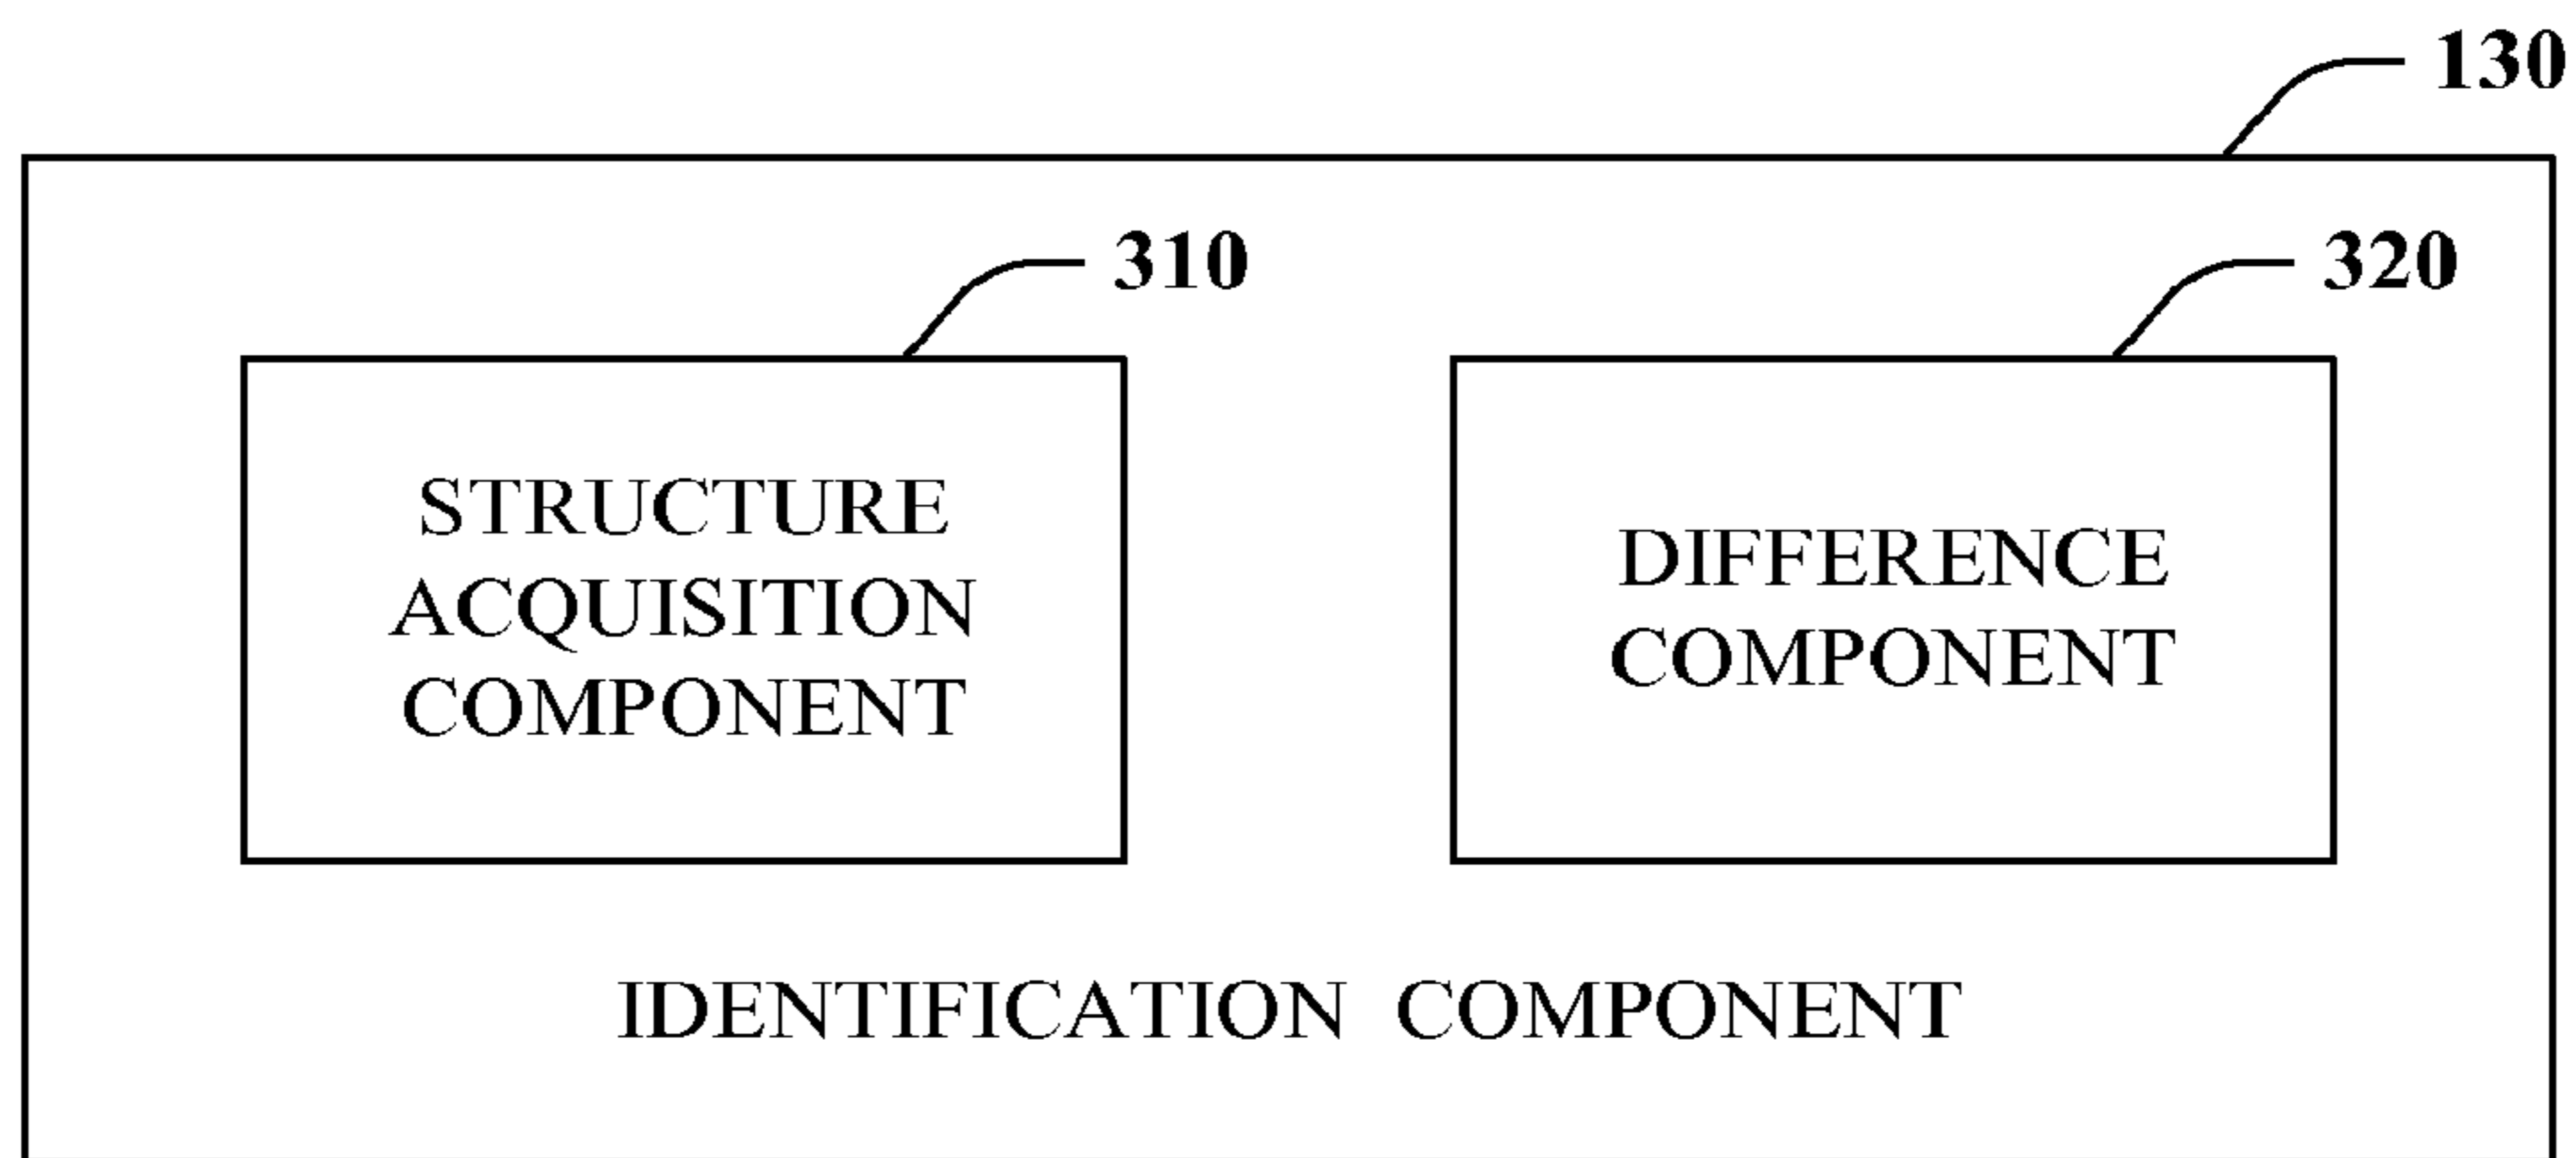 130
310
320
STRUCTURE
ACQUISITION
COMPONENT
DIFFERENCE
COMPONENT
IDENTIFICATION COMPONENT